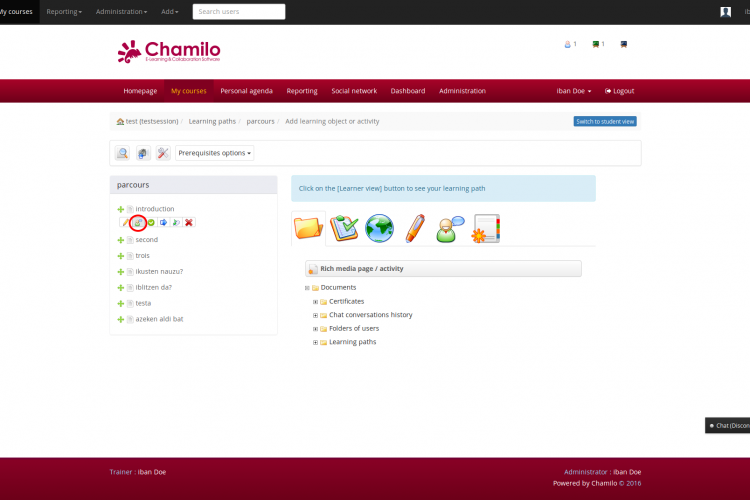 My courses Reporting Administration Add Search users
Chamilo
E-Learning & Collaboration Software
1 1
Homepage My courses Personal agenda Reporting Social network Dashboard Administration Iban Doe Logout
test (testsession) / Learning paths / parcours / Add learning object or activity Switch to student view
Prerequisites options
parcours
Introduction
second
trois
ikusten nauzu?
iblitzen da?
testa
azeken aldi bat
Click on the [Learner view] button to see your learning path
Rich media page / activity
Documents
Certificates
Chat conversations history
Folders of users
Learning paths
Chat (Discon
Trainer : Iban Doe
Administrator : Iban Doe
Powered by Chamilo © 2016